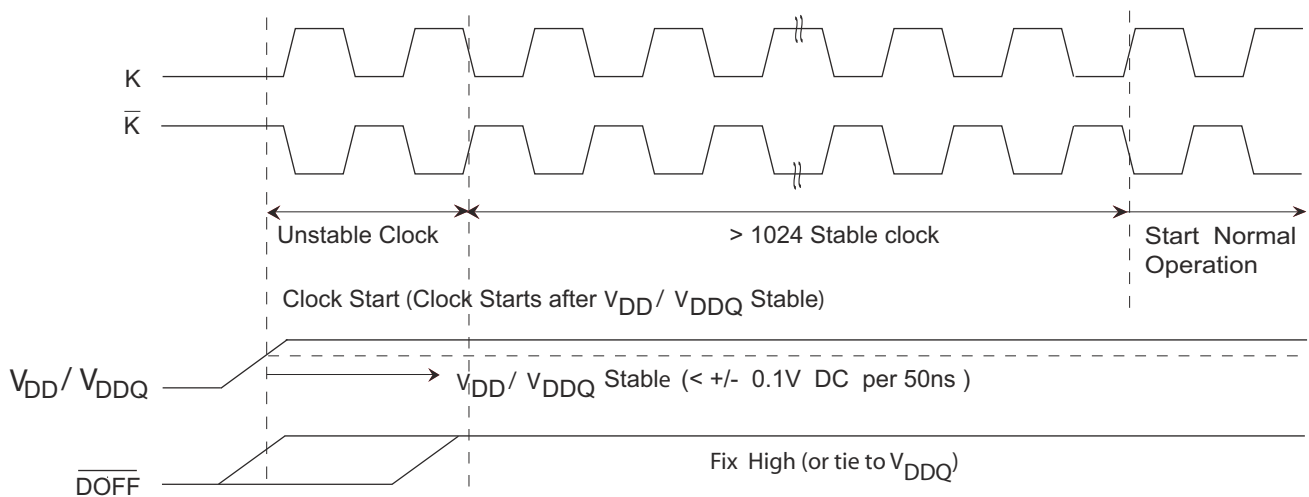 K
K̅
Unstable Clock
> 1024 Stable clock
Start Normal
Operation
Clock Start (Clock Starts after VDD / VDDQ Stable)
VDD / VDDQ
VDD / VDDQ Stable (< +/- 0.1V DC per 50ns )
D̅O̅F̅F̅
Fix High (or tie to VDDQ)